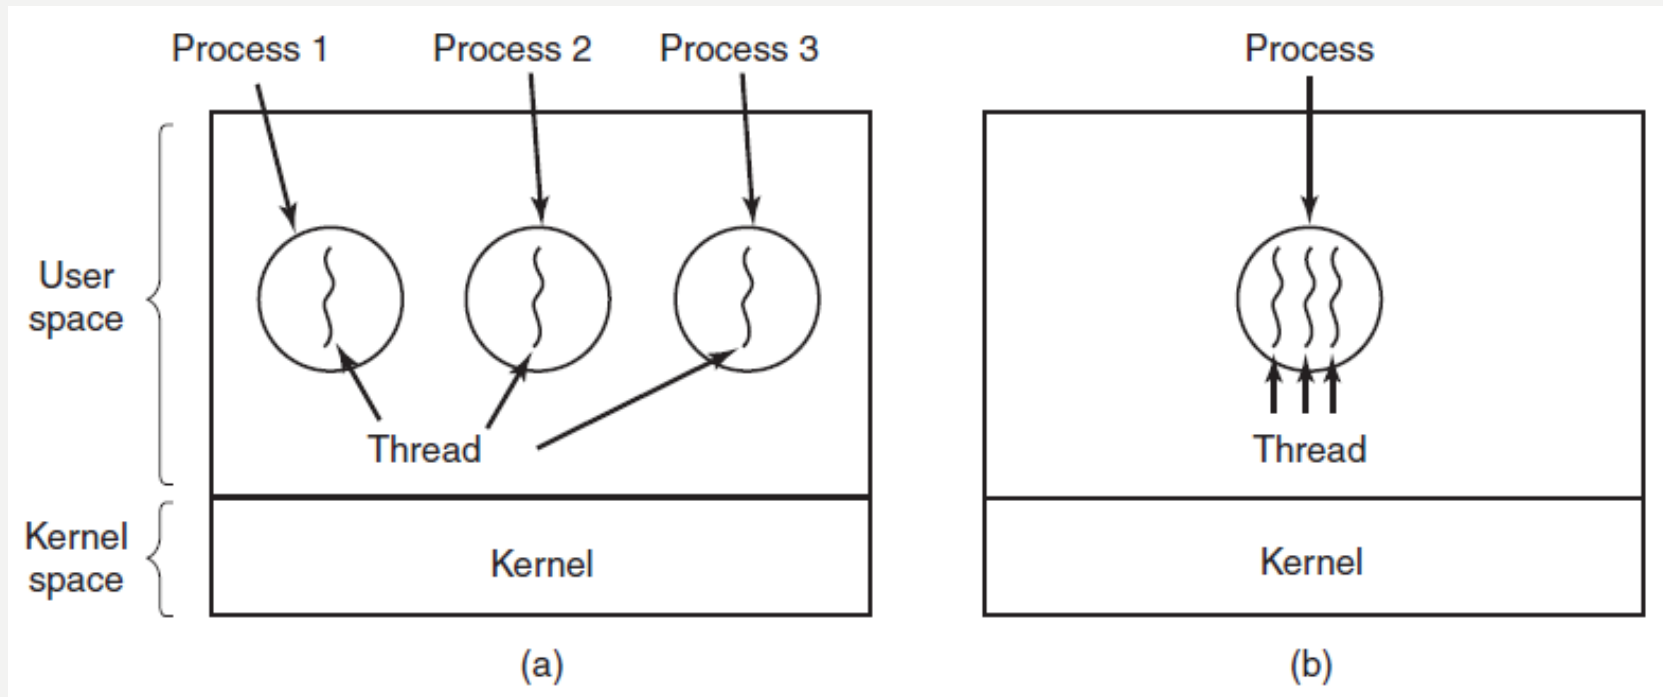 Process 1
Process 2
Process 3
Process
User
space
Thread
Thread
Kernel
space
Kernel
Kernel
(a)
(b)